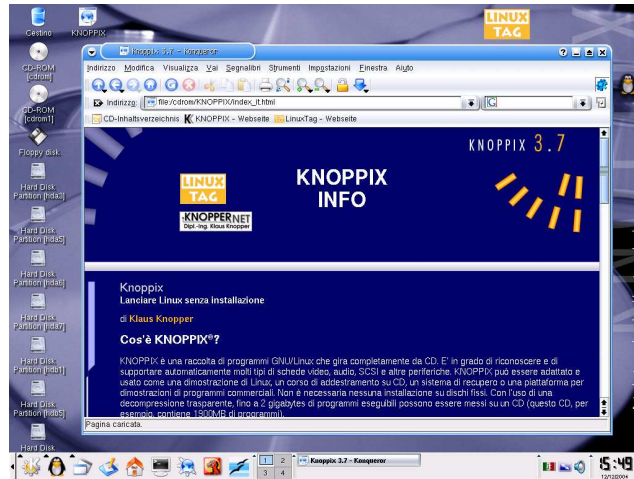 LINUX
TAG
Cestino
KNOPPIX
CD-ROM
[cdrom]
CD-ROM
[cdrom1]
Floppy disk
Hard Disk
Partition [hda3]
Hard Disk
Partition [hda5]
Hard Disk
Partition [hda6]
Hard Disk
Partition [hda7]
Hard Disk
Partition [hdb1]
Hard Disk
Partition [hdb5]
Hard Disk
Knoppix 3.7 - Konqueror
Indirizzo Modifica Visualizza Vai Segnalibri Strumenti Impostazioni Finestra Aiuto
Indirizzo: file:/cdrom/KNOPPIX/index_it.html
CD-Inhaltsverzeichnis KNOPPIX - Webseite LinuxTag - Webseite
KNOPPIX 3.7
LINUX
TAG
KNOPPIX
INFO
KNOPPERNET
Dipl.-Ing. Klaus Knopper
Knoppix
Lanciare Linux senza installazione
di Klaus Knopper
Cos'è KNOPPIX®?
KNOPPIX è una raccolta di programmi GNU/Linux che gira completamente da CD. E' in grado di riconoscere e di
supportare automaticamente molti tipi di schede video, audio, SCSI e altre periferiche. KNOPPIX può essere adattato e
usato come una dimostrazione di Linux, un corso di addestramento su CD, un sistema di recupero o una piattaforma per
dimostrazioni di programmi commerciali. Non è necessaria nessuna installazione su dischi fissi. Con l'uso di una
decompressione trasparente, fino a 2 gigabytes di programmi eseguibili possono essere messi su un CD (questo CD, per
esempio, contiene 1900MB di programmi).
Pagina caricata.
1 2
3 4
Knoppix 3.7 - Konqueror
15:49
12/12/2004